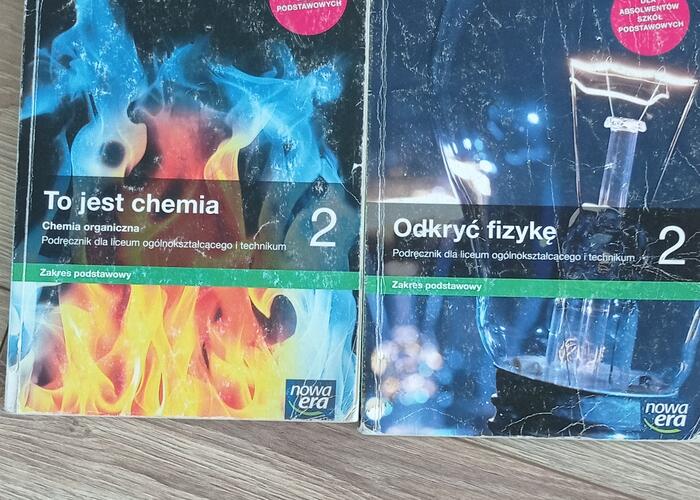 PODSTAWOWYCH
To jest chemia
Chemia organiczna
Podręcznik dla liceum ogólnokształcącego i technikum
2
Zakres podstawowy
nowa
era
DLA
ABSOLWENTÓW
SZKÓŁ
PODSTAWOWYCH
Odkryć fizykę
Podręcznik dla liceum ogólnokształcącego i technikum
2
Zakres podstawowy
nowa
era